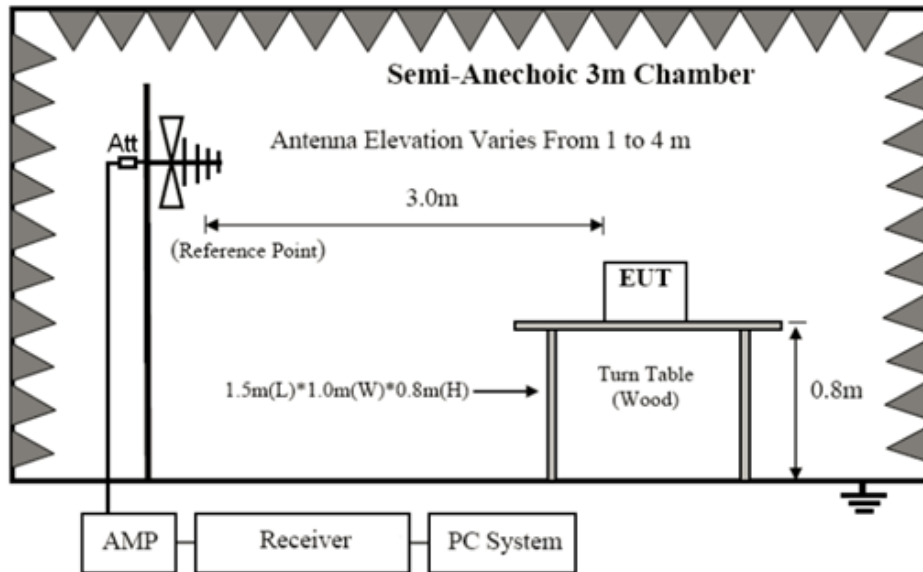 Semi-Anechoic 3m Chamber
Att
Antenna Elevation Varies From 1 to 4 m
3.0m
(Reference Point)
EUT
1.5m(L)*1.0m(W)*0.8m(H)
Turn Table
(Wood)
0.8m
AMP
Receiver
PC System